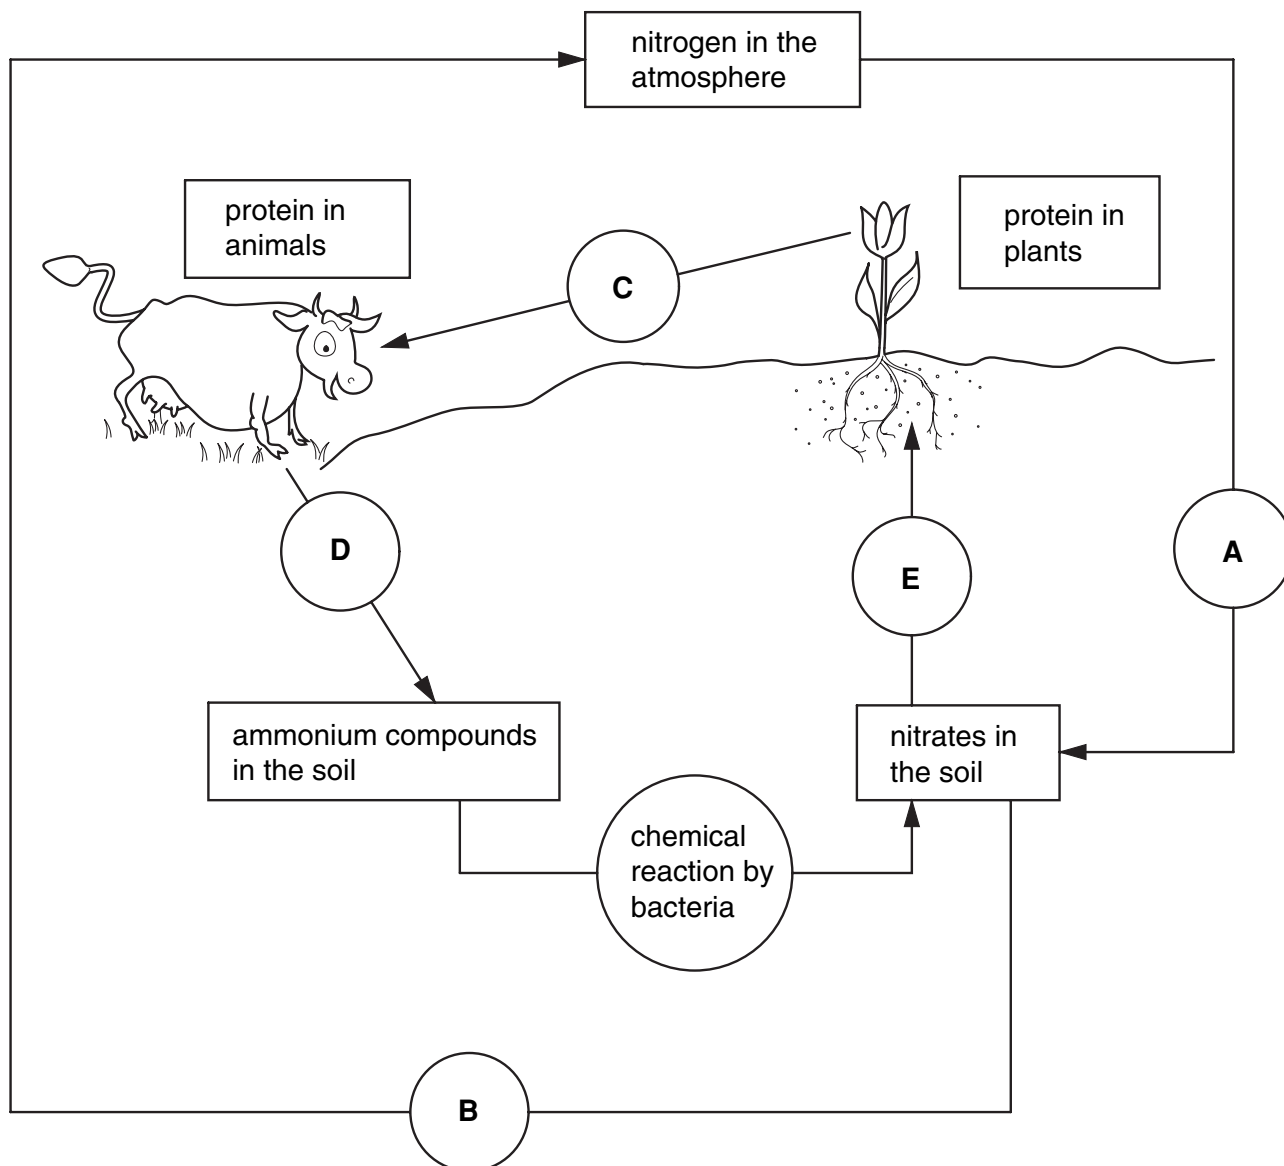 nitrogen in the
atmosphere
protein in
animals
protein in
plants
C
D
E
A
ammonium compounds
in the soil
nitrates in
the soil
chemical
reaction by
bacteria
B